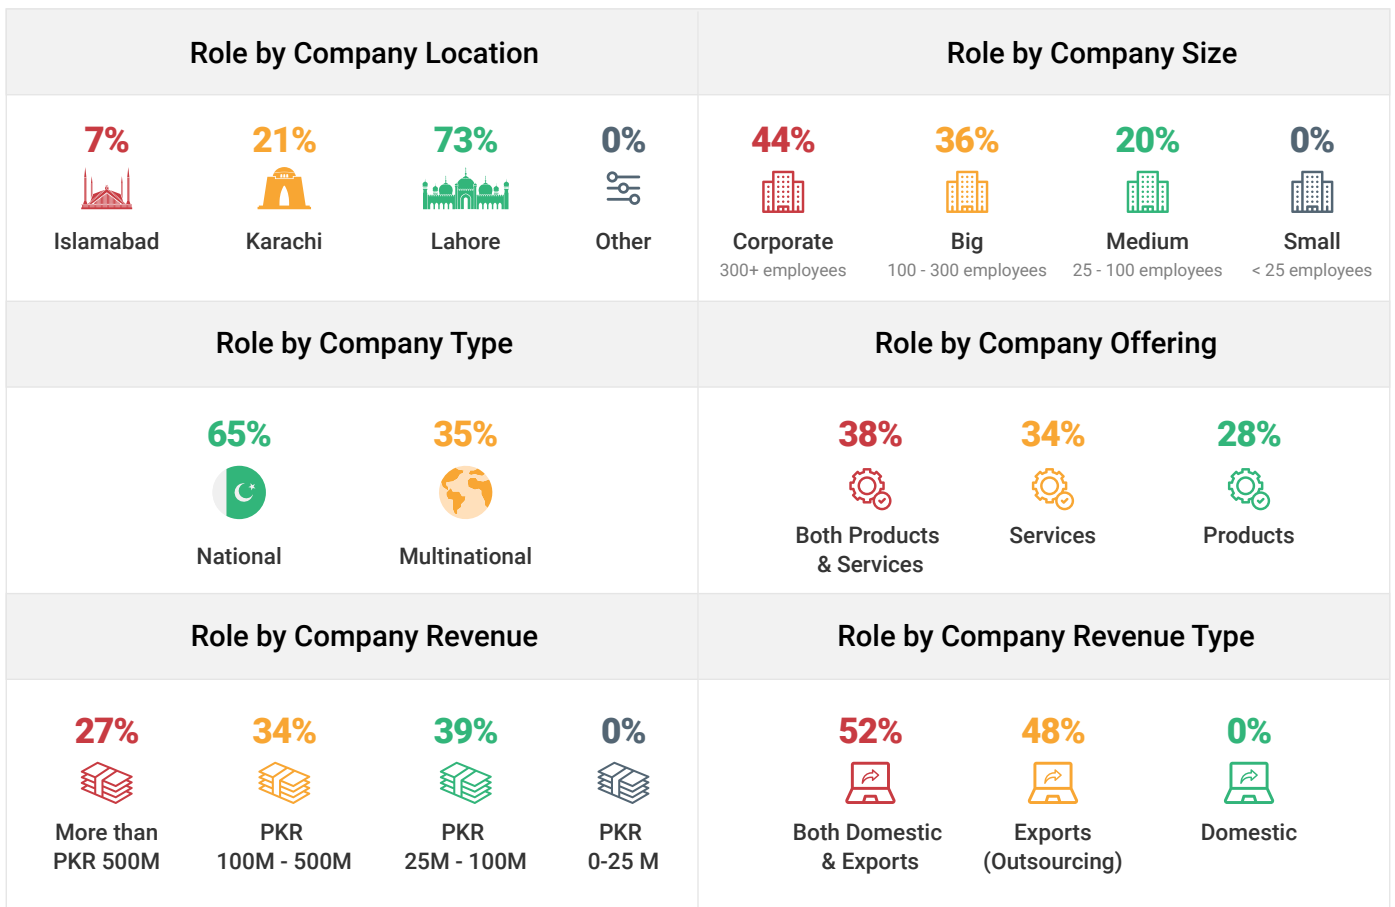 Role by Company Location
7%
21%
73%
0%
Islamabad
Karachi
Lahore
Other
Role by Company Size
44%
36%
20%
0%
Corporate
Big
Medium
Small
300+ employees
100 - 300 employees
25 - 100 employees
< 25 employees
Role by Company Type
65%
35%
National
Multinational
Role by Company Offering
38%
34%
28%
Both Products
& Services
Services
Products
Role by Company Revenue
27%
34%
39%
0%
More than
PKR 500M
PKR
100M - 500M
PKR
25M - 100M
PKR
0-25 M
Role by Company Revenue Type
52%
48%
0%
Both Domestic
& Exports
Exports
(Outsourcing)
Domestic